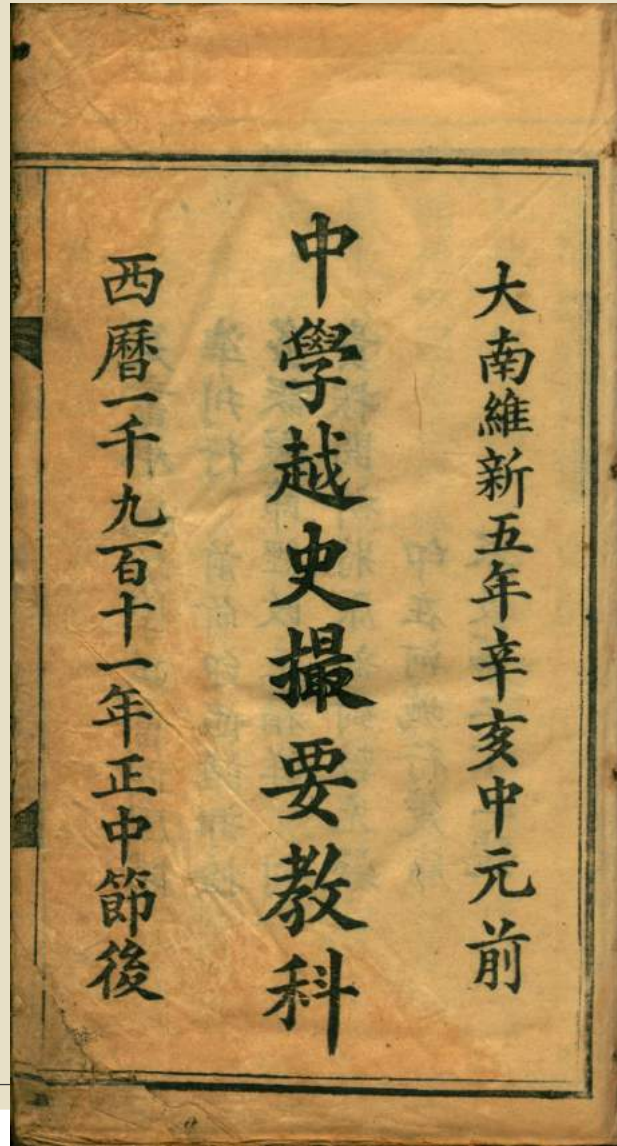 大南維新五年辛亥中元前
中學越史撮要教科
西曆一千九百十一年正中節後